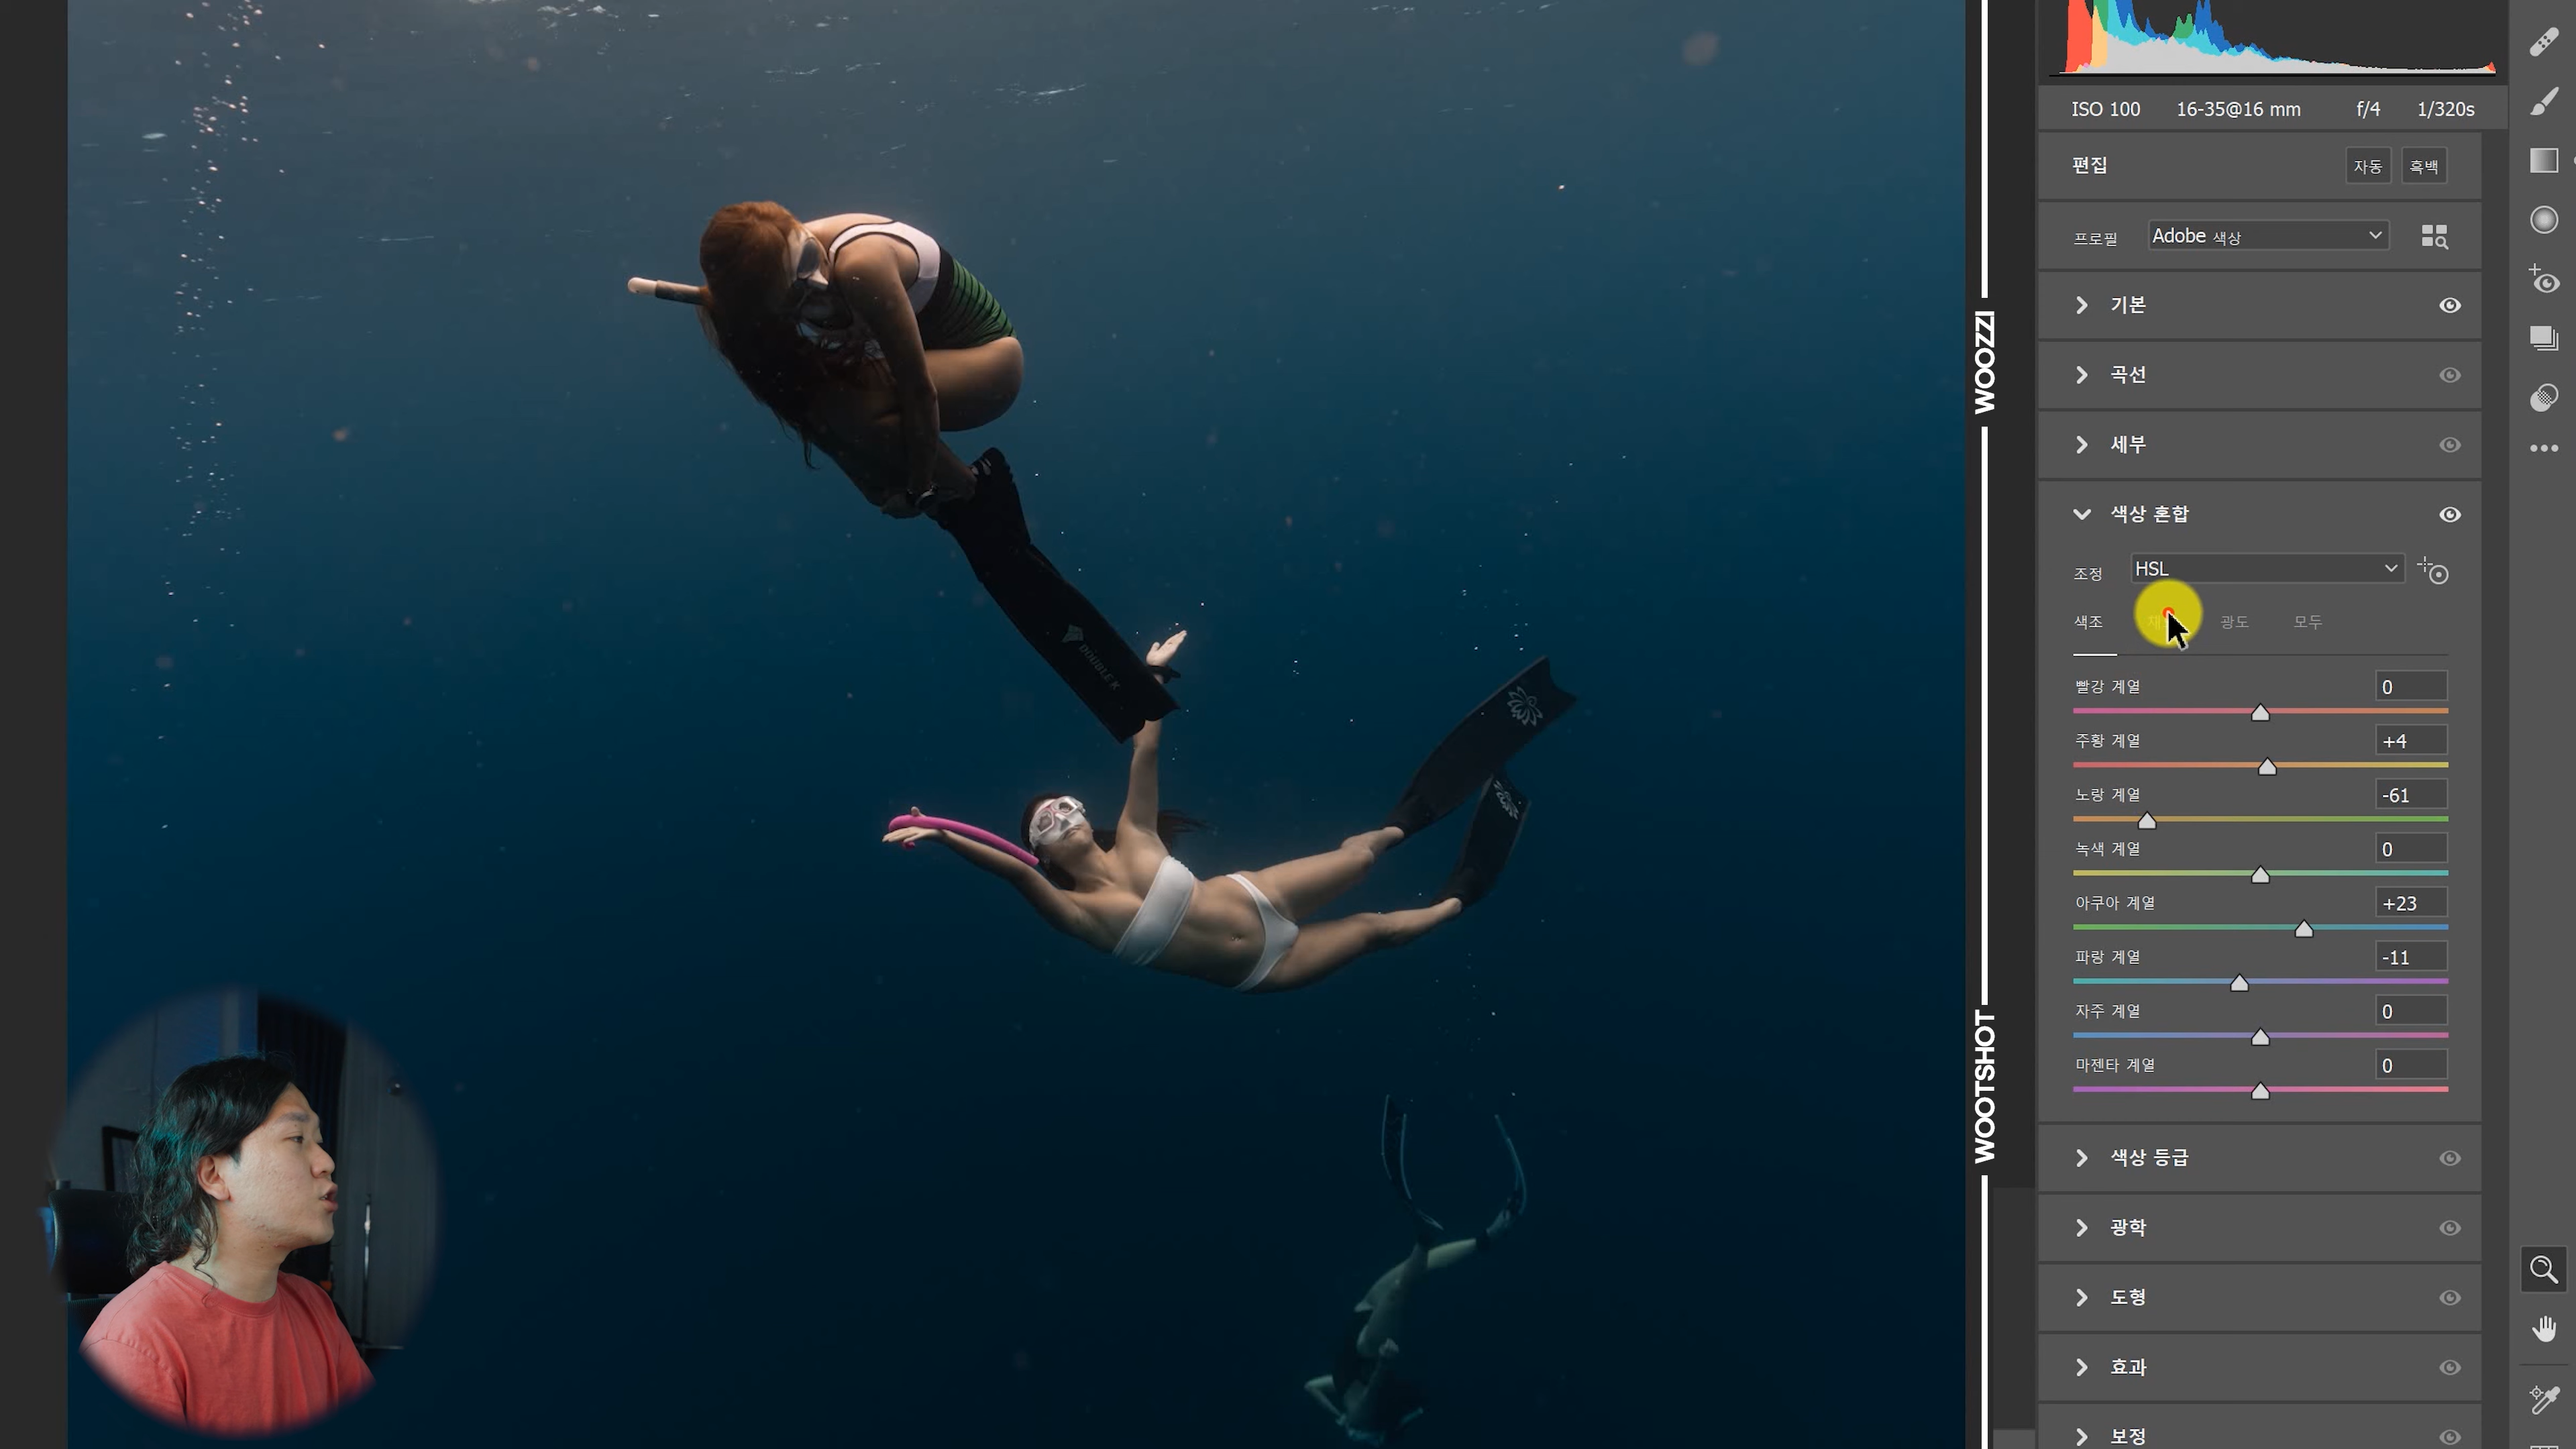 ISO 100 16-35@16 mm f/4 1/320s
편집 자동 흑백
프로필 Adobe 색상
기본
곡선
세부
색상 혼합
조정 HSL
색조 광도 모두
빨강 계열 0
주황 계열 +4
노랑 계열 -61
녹색 계열 0
아쿠아 계열 +23
파랑 계열 -11
자주 계열 0
마젠타 계열 0
색상 등급
광학
도형
효과
보정
WOOZZI
WOOTSHOT
DOUBLE K